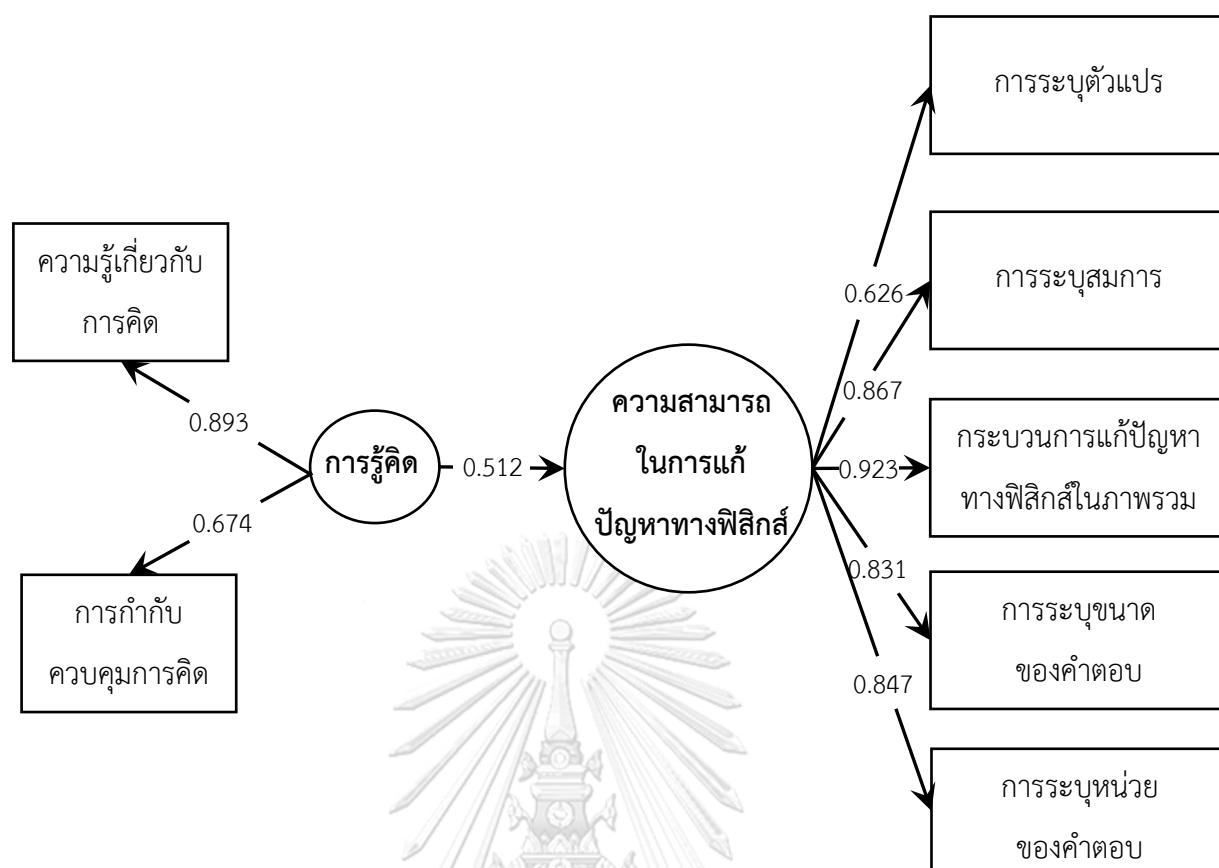 การระบุตัวแปร
ความรู้เกี่ยวกับ
การคิด
การระบุสมการ
0.626
0.867
0.893
การรู้คิด
0.512
ความสามารถ
ในการแก้
ปัญหาทางฟิสิกส์
0.923
กระบวนการแก้ปัญหา
ทางฟิสิกส์ในภาพรวม
0.674
0.831
การกำกับ
ควบคุมการคิด
การระบุขนาด
ของคำตอบ
0.847
การระบุหน่วย
ของคำตอบ